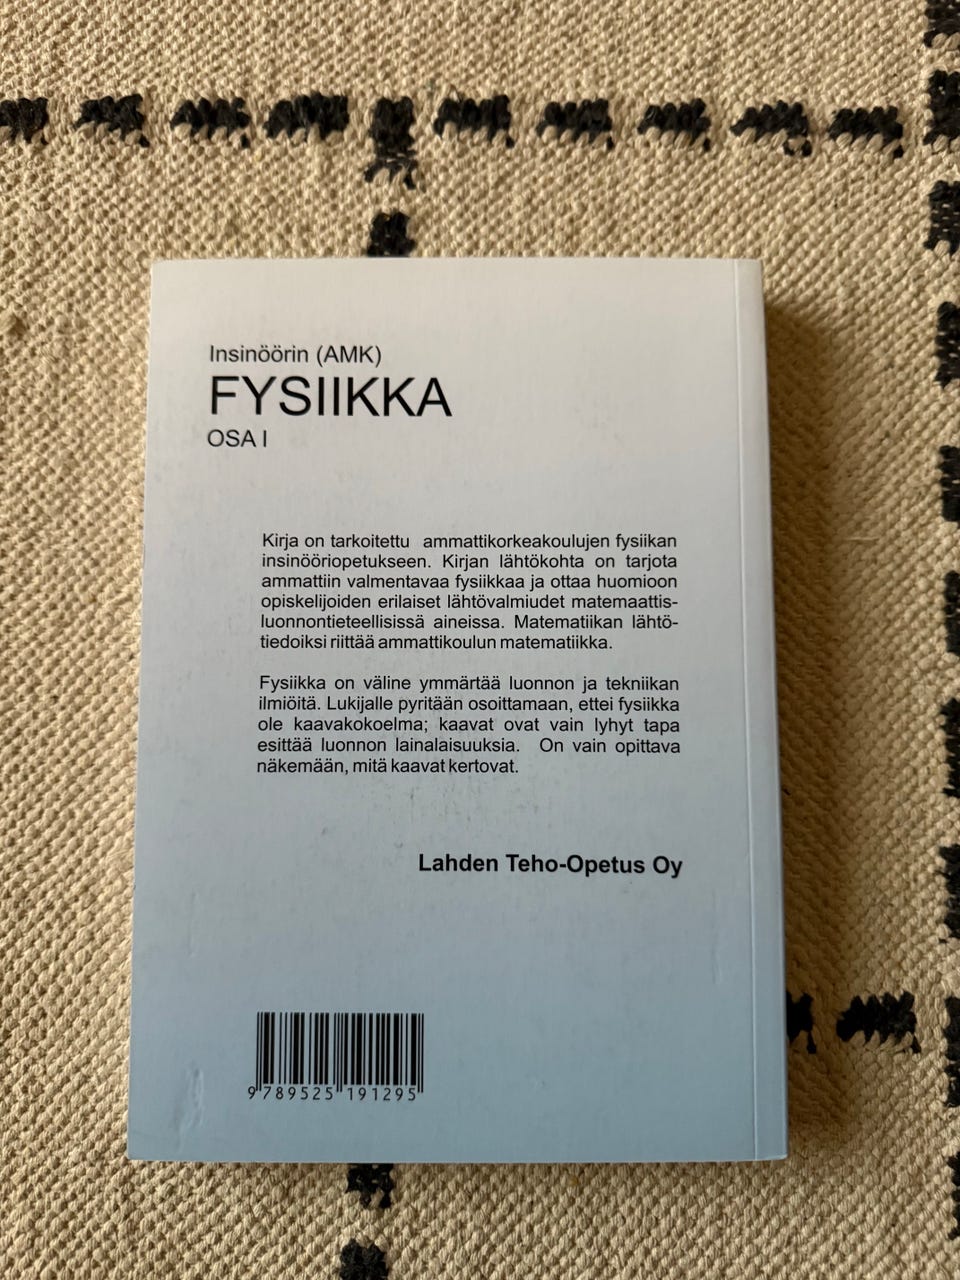 Insinöörin (AMK)
FYSIIKKA
OSA I
Kirja on tarkoitettu ammattikorkeakoulujen fysiikan
insinööriopetukseen. Kirjan lähtökohta on tarjota
ammattiin valmentavaa fysiikkaa ja ottaa huomioon
opiskelijoiden erilaiset lähtövalmiudet matemaattis-
luonnontieteellisissä aineissa. Matematiikan lähtö-
tiedoiksi riittää ammattikoulun matematiikka.
Fysiikka on väline ymmärtää luonnon ja tekniikan
ilmiöitä. Lukijalle pyritään osoittamaan, ettei fysiikka
ole kaavakokoelma; kaavat ovat vain lyhyt tapa
esittää luonnon lainalaisuuksia. On vain opittava
näkemään, mitä kaavat kertovat.
Lahden Teho-Opetus Oy
9 789525 191295